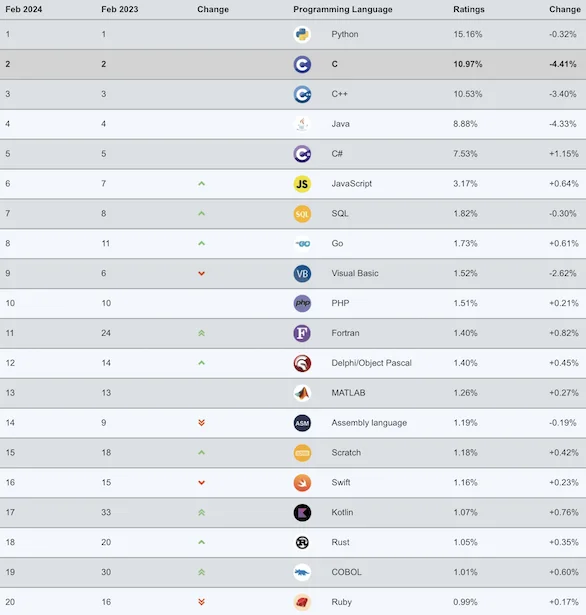 Feb 2024 Feb 2023 Change Programming Language Ratings Change
1 1 Python 15.16% -0.32%
2 2 C 10.97% -4.41%
3 3 C++ 10.53% -3.40%
4 4 Java 8.88% -4.33%
5 5 C# 7.53% +1.15%
6 7 JS JavaScript 3.17% +0.64%
7 8 SQL SQL 1.82% -0.30%
8 11 GO Go 1.73% +0.61%
9 6 VB Visual Basic 1.52% -2.62%
10 10 php PHP 1.51% +0.21%
11 24 F Fortran 1.40% +0.82%
12 14 Delphi/Object Pascal 1.40% +0.45%
13 13 MATLAB 1.26% +0.27%
14 9 ASM Assembly language 1.19% -0.19%
15 18 Scratch 1.18% +0.42%
16 15 Swift 1.16% +0.23%
17 33 Kotlin 1.07% +0.76%
18 20 R Rust 1.05% +0.35%
19 30 COBOL 1.01% +0.60%
20 16 Ruby 0.99% +0.17%